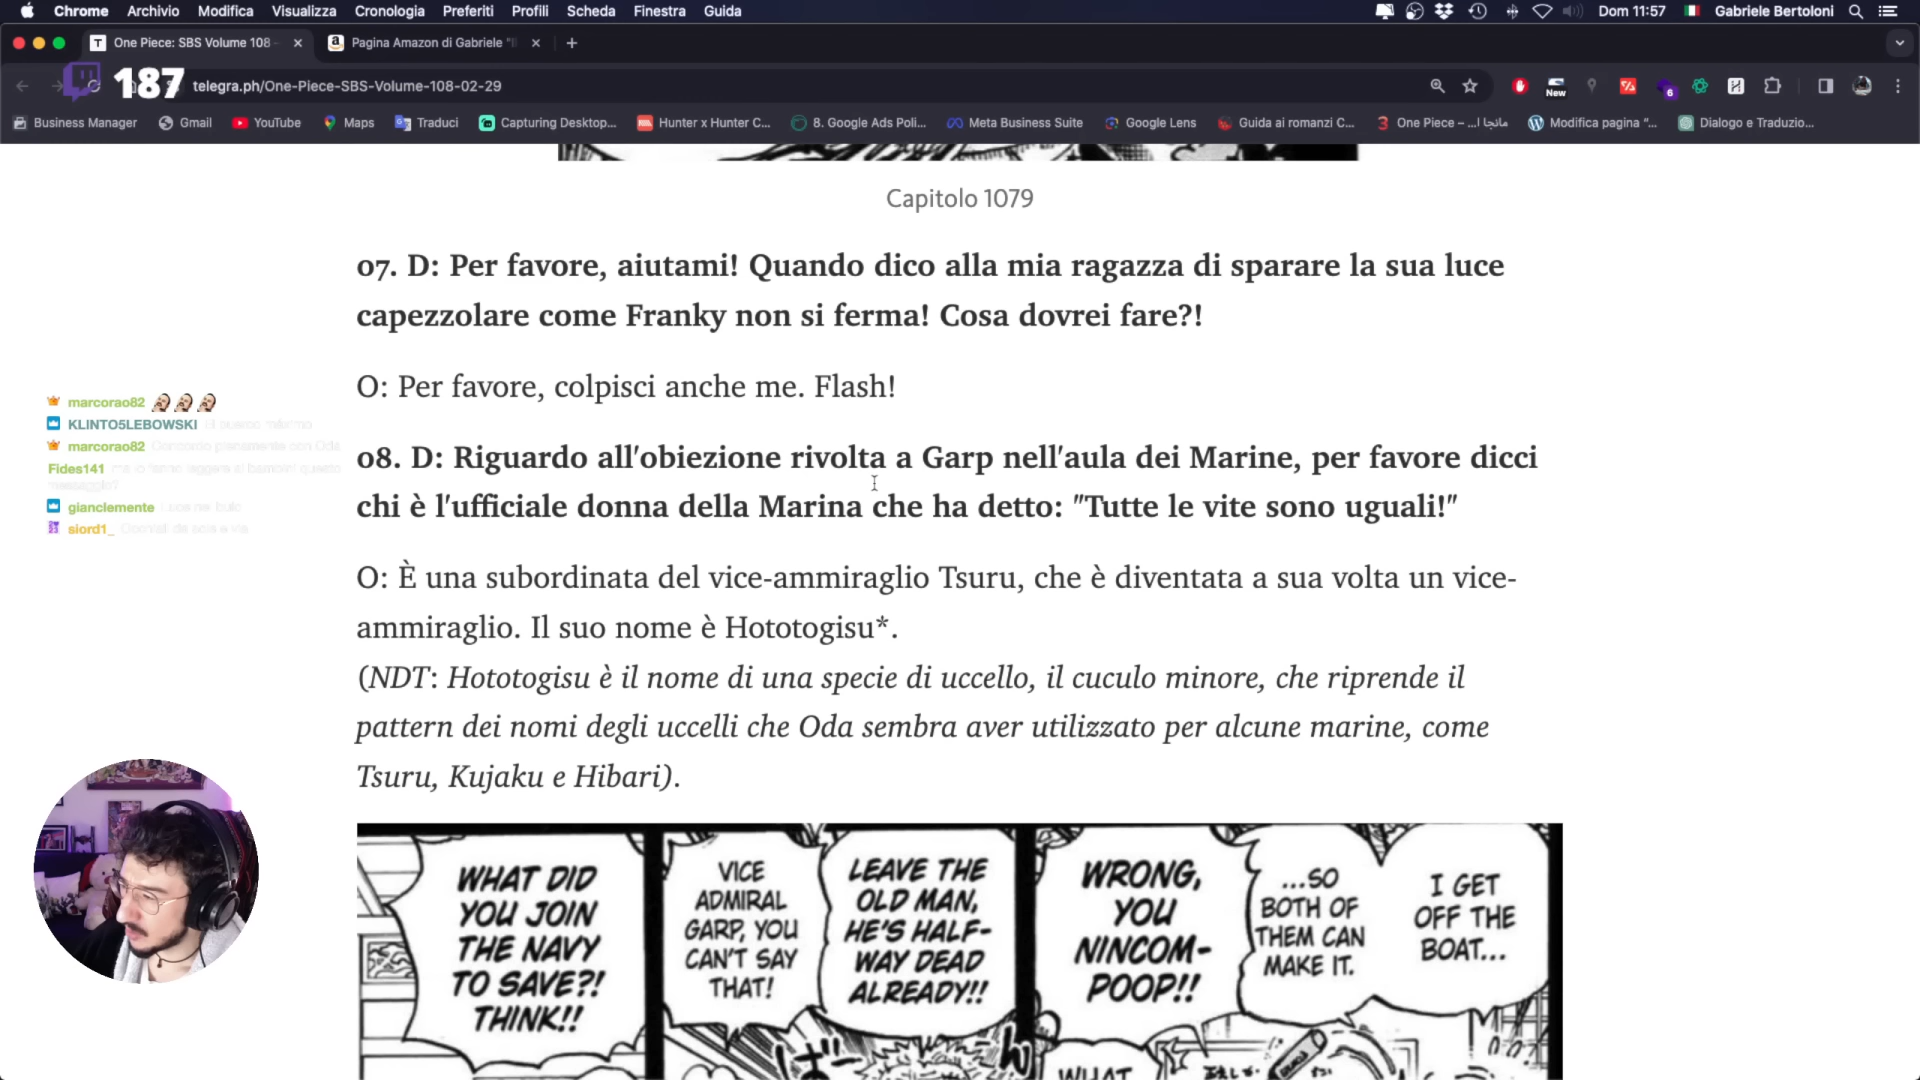 Chrome Archivio Modifica Visualizza Cronologia Preferiti Profili Scheda Finestra Guida Dom 11:57 Gabriele Bertoloni
One Piece: SBS Volume 108 Pagina Amazon di Gabriele "
187 telegra.ph/One-Piece-SBS-Volume-108-02-29 New 6
Business Manager Gmail YouTube Maps Traduci Capturing Desktop... Hunter x Hunter C... 8. Google Ads Poli... Meta Business Suite Google Lens Guida ai romanzi C... One Piece – ...مانجا ا Modifica pagina “... Dialogo e Traduzio...
Capitolo 1079
07. D: Per favore, aiutami! Quando dico alla mia ragazza di sparare la sua luce
capezzolare come Franky non si ferma! Cosa dovrei fare?!
O: Per favore, colpisci anche me. Flash!
marcorao82
KLINTO5LEBOWSKI
marcorao82 Concordo pienamente con Oda
Fides141
gianclemente
siord1_
08. D: Riguardo all'obiezione rivolta a Garp nell'aula dei Marine, per favore dicci
chi è l'ufficiale donna della Marina che ha detto: "Tutte le vite sono uguali!"
O: È una subordinata del vice-ammiraglio Tsuru, che è diventata a sua volta un vice-
ammiraglio. Il suo nome è Hototogisu*.
(NDT: Hototogisu è il nome di una specie di uccello, il cuculo minore, che riprende il
pattern dei nomi degli uccelli che Oda sembra aver utilizzato per alcune marine, come
Tsuru, Kujaku e Hibari).
WHAT DID
YOU JOIN
THE NAVY
TO SAVE?!
THINK!!
VICE
ADMIRAL
GARP, YOU
CAN'T SAY
THAT!
LEAVE THE
OLD MAN,
HE'S HALF-
WAY DEAD
ALREADY!!
WRONG,
YOU
NINCOM-
POOP!!
...SO
BOTH OF
THEM CAN
MAKE IT.
I GET
OFF THE
BOAT...
WHAT